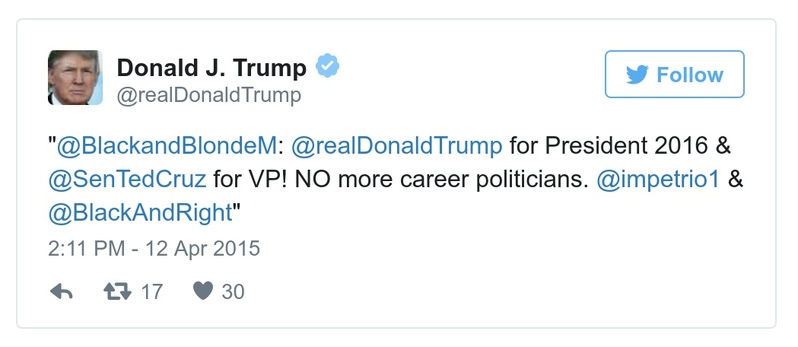 Donald J. Trump
@realDonaldTrump
Follow
"@BlackandBlondeM: @realDonaldTrump for President 2016 &
@SenTedCruz for VP! NO more career politicians. @impetrio1 &
@BlackAndRight"
2:11 PM - 12 Apr 2015
17 30